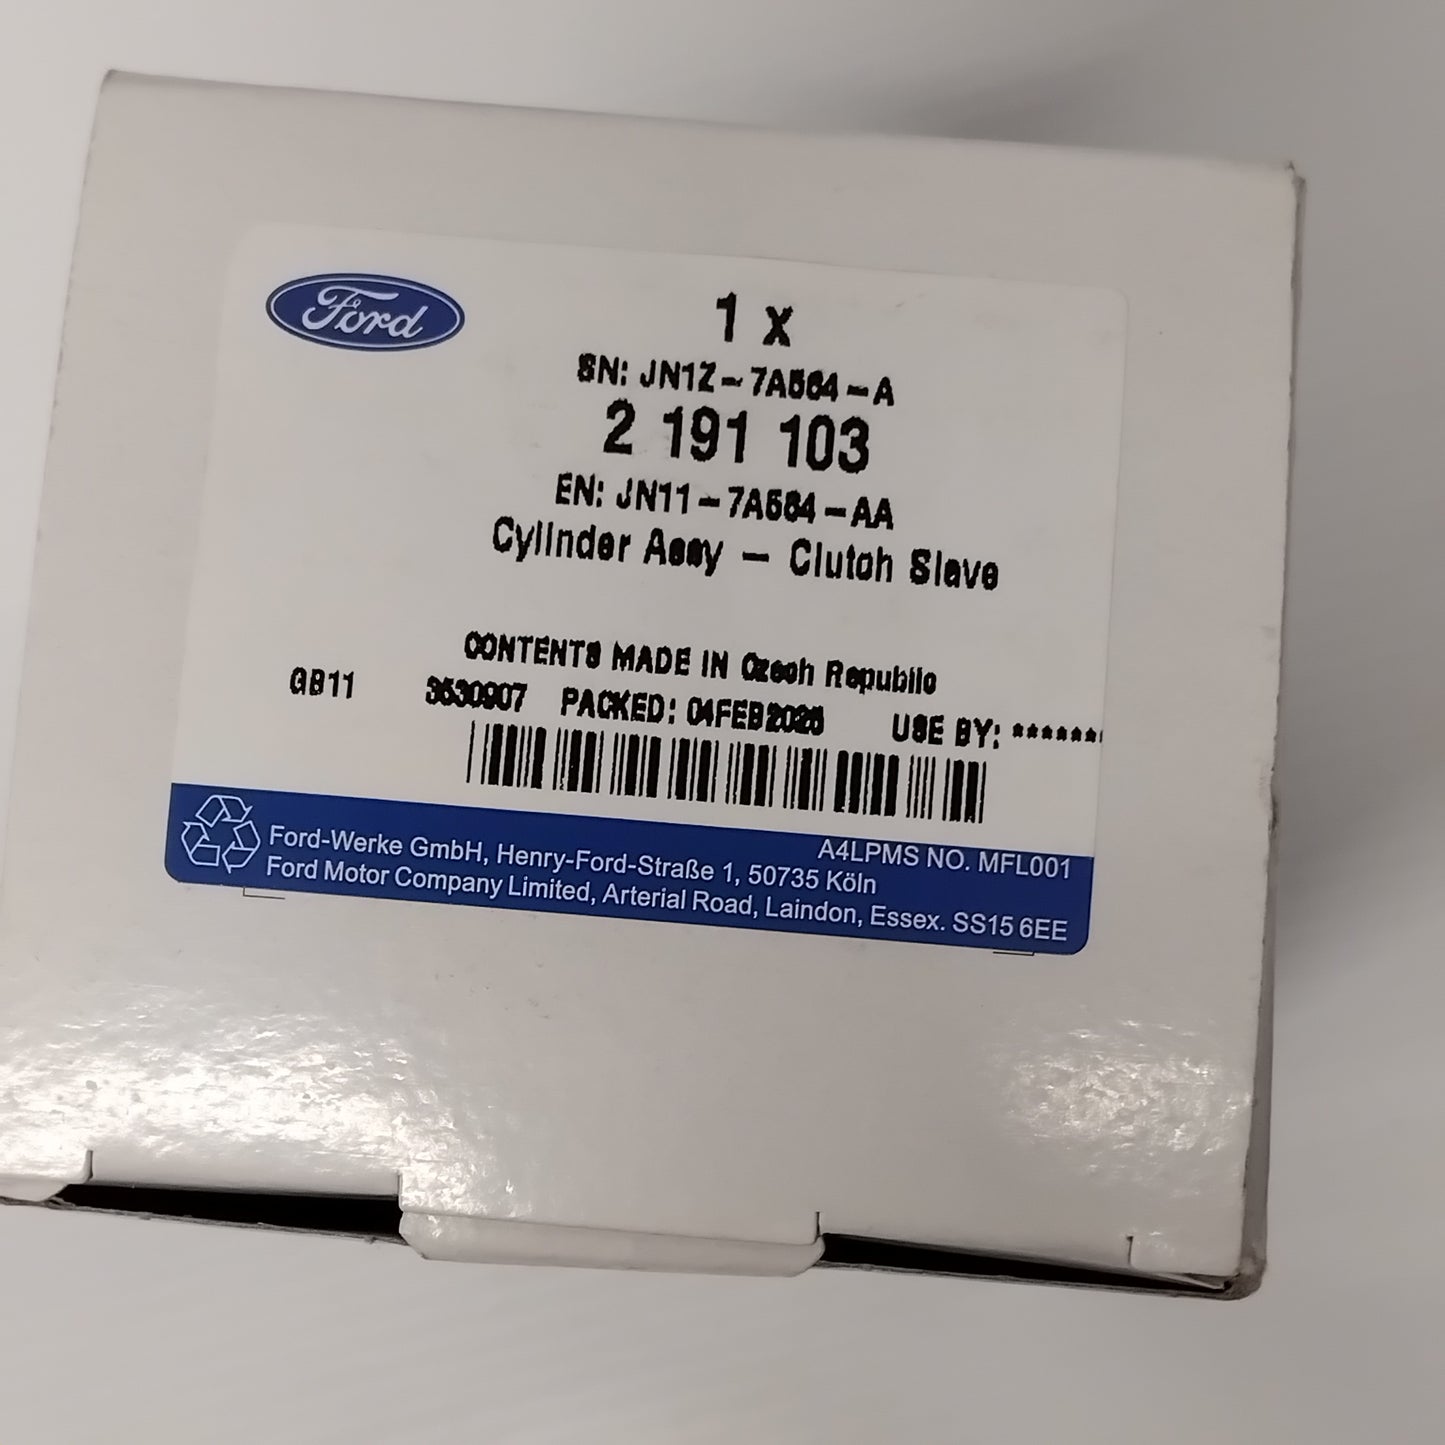 Ford
1 x
SN: JN1Z-7A564-A
2 191 103
EN: JN11-7A564-AA
Cylinder Assy - Clutch Slave
CONTENTS MADE IN Czech Republic
GB11 3530907 PACKED: 04FEB2025 USE BY: *******
A4LPMS NO. MFL001
Ford-Werke GmbH, Henry-Ford-Straße 1, 50735 Köln
Ford Motor Company Limited, Arterial Road, Laindon, Essex. SS15 6EE